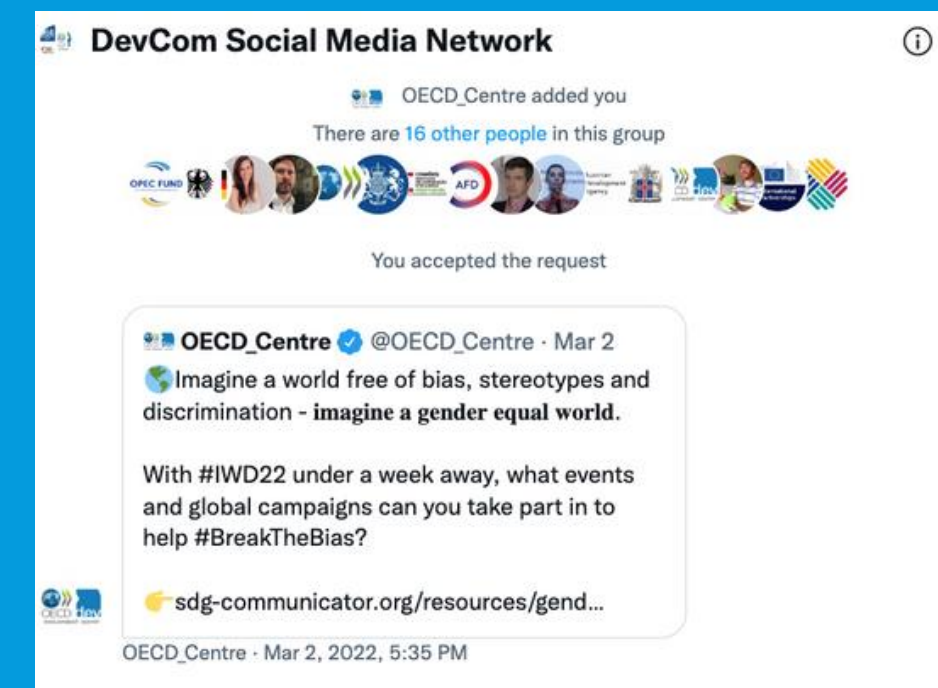 DevCom Social Media Network
OECD_Centre added you
There are 16 other people in this group
OPEC FUND
AFD
dev
You accepted the request
OECD_Centre @OECD_Centre · Mar 2
🌎Imagine a world free of bias, stereotypes and
discrimination - imagine a gender equal world.
With #IWD22 under a week away, what events
and global campaigns can you take part in to
help #BreakTheBias?
👉sdg-communicator.org/resources/gend...
OECD dev
OECD_Centre · Mar 2, 2022, 5:35 PM